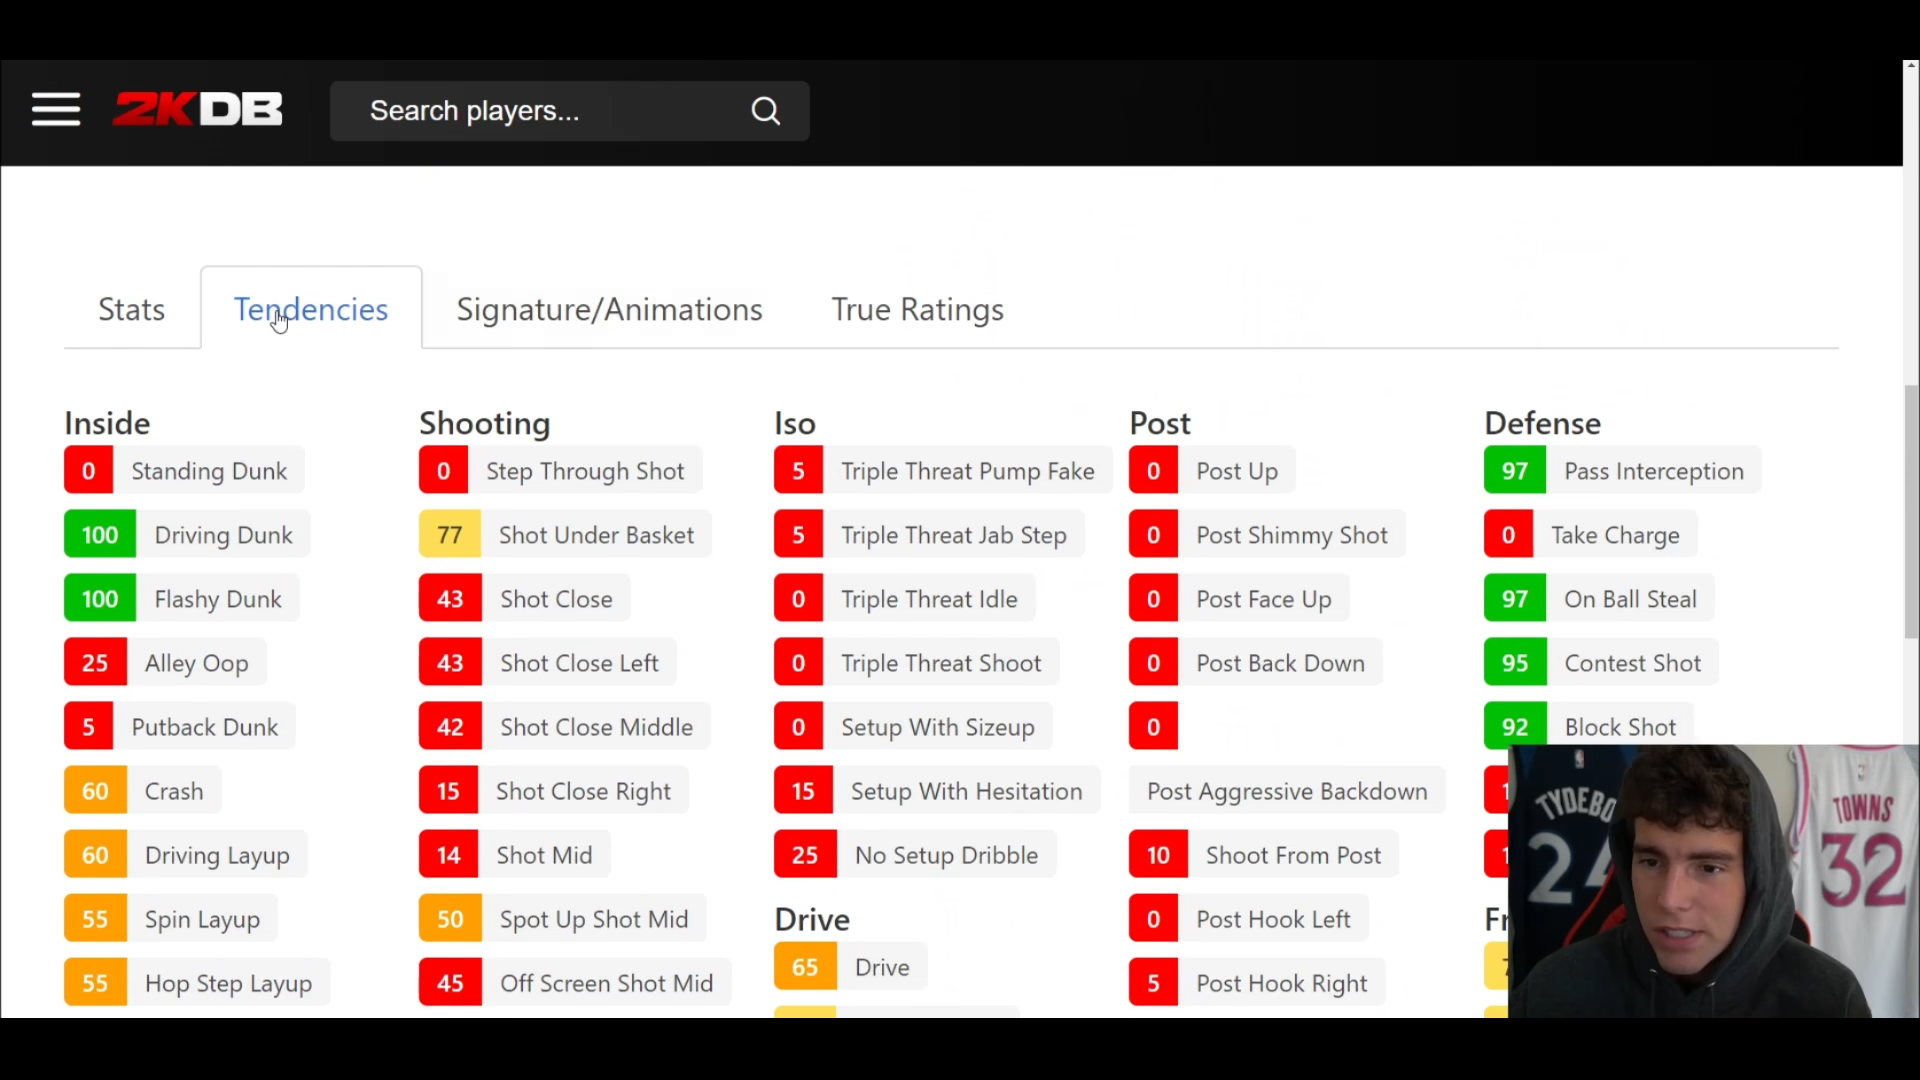 2KDB
Search players...
Stats
Tendencies
Signature/Animations
True Ratings
Inside
0 Standing Dunk
100 Driving Dunk
100 Flashy Dunk
25 Alley Oop
5 Putback Dunk
60 Crash
60 Driving Layup
55 Spin Layup
55 Hop Step Layup
Shooting
0 Step Through Shot
77 Shot Under Basket
43 Shot Close
43 Shot Close Left
42 Shot Close Middle
15 Shot Close Right
14 Shot Mid
50 Spot Up Shot Mid
45 Off Screen Shot Mid
Iso
5 Triple Threat Pump Fake
5 Triple Threat Jab Step
0 Triple Threat Idle
0 Triple Threat Shoot
0 Setup With Sizeup
15 Setup With Hesitation
25 No Setup Dribble
Drive
65 Drive
Post
0 Post Up
0 Post Shimmy Shot
0 Post Face Up
0 Post Back Down
0
Post Aggressive Backdown
10 Shoot From Post
0 Post Hook Left
5 Post Hook Right
Defense
97 Pass Interception
0 Take Charge
97 On Ball Steal
95 Contest Shot
92 Block Shot
TYDEBO
24
TOWNS
32